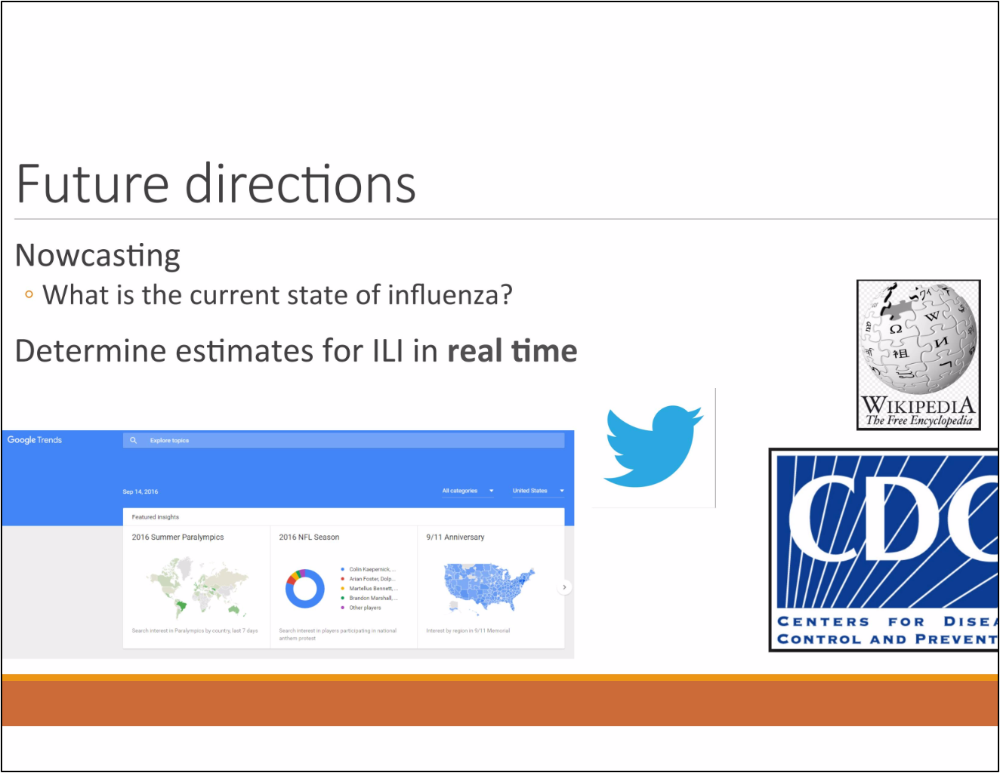 Future directions
Nowcasting
◦ What is the current state of influenza?
Determine estimates for ILI in real time
WIKIPEDIA
The Free Encyclopedia
Google Trends
Explore topics
Sep 14, 2016
All categories
United States
Featured insights
2016 Summer Paralympics
2016 NFL Season
9/11 Anniversary
Colin Kaepernick, ...
Arian Foster, Dolp...
Martellus Bennett, ...
Brandon Marshall, ...
Other players
Search interest in Paralympics by country, last 7 days
Search interest in players participating in national
anthem protest
Interest by region in 9/11 Memorial
CDC
CENTERS FOR DISEA
CONTROL AND PREVENT